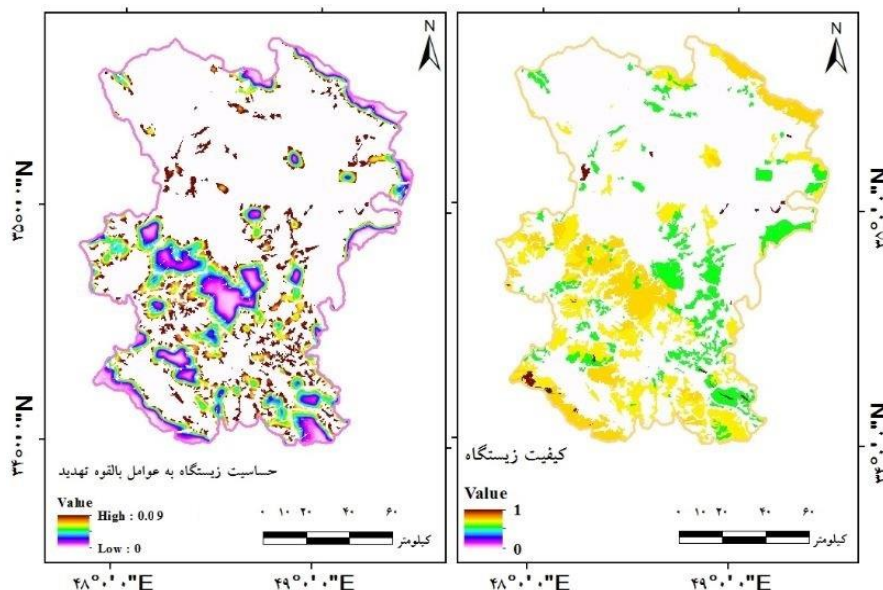 N
N
۳۵°۰'۰"N
۳۵°۰'۰"N
۳۴°۰'۰"N
۳۴°۰'۰"N
حساسیت زیستگاه به عوامل بالقوه تهدید
Value
High : 0.09
Low : 0
۰ ۱۰ ۲۰ ۴۰ ۶۰
کیلومتر
کیفیت زیستگاه
Value
1
0
۰ ۱۰ ۲۰ ۴۰ ۶۰
کیلومتر
۴۸°۰'۰"E
۴۹°۰'۰"E
۴۸°۰'۰"E
۴۹°۰'۰"E